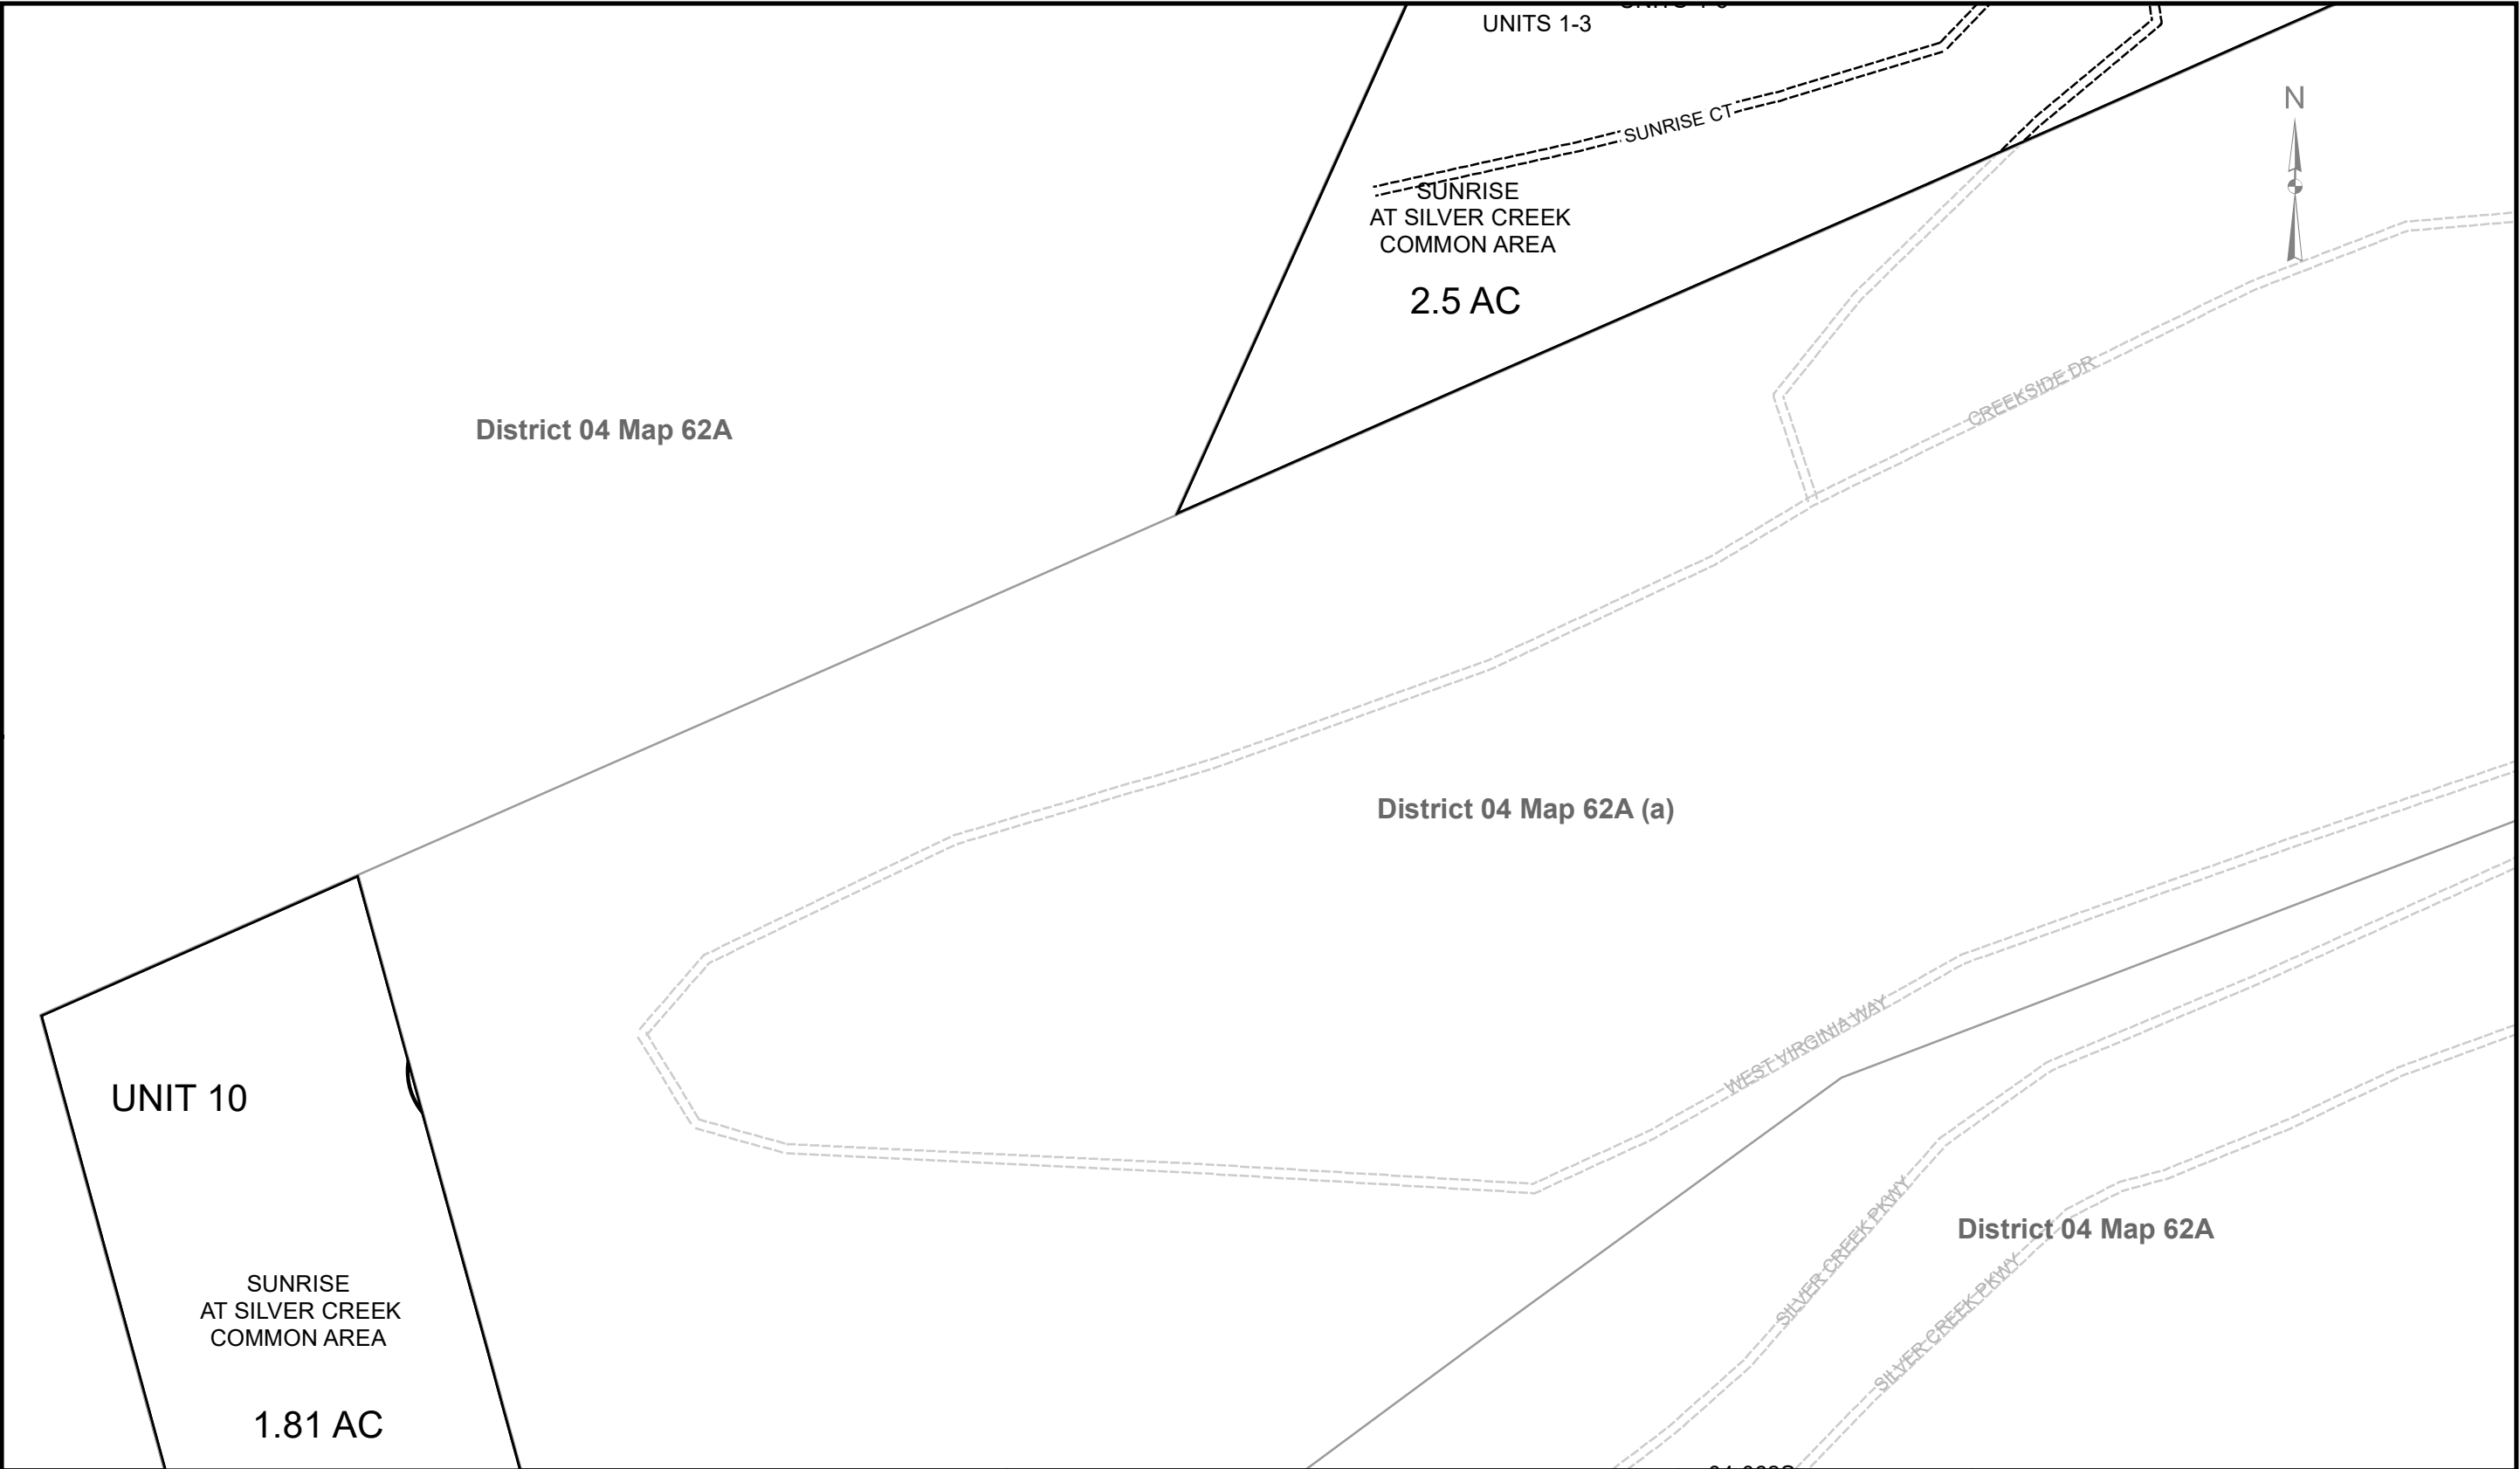 UNITS 1-3
N
SUNRISE CT
SUNRISE
AT SILVER CREEK
COMMON AREA
2.5 AC
CREEKSIDE DR
District 04 Map 62A
District 04 Map 62A (a)
WEST VIRGINIA WAY
UNIT 10
SILVER CREEK PKWY
District 04 Map 62A
SILVER CREEK PKWY
SUNRISE
AT SILVER CREEK
COMMON AREA
1.81 AC